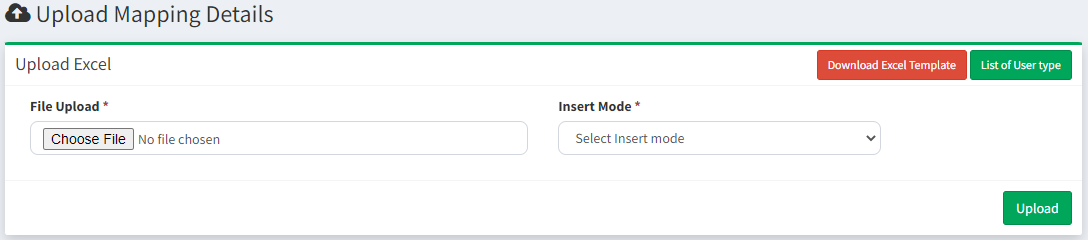 Upload Mapping Details
Upload Excel
Download Excel Template
List of User type
File Upload *
Insert Mode *
Choose File No file chosen
Select Insert mode
Upload